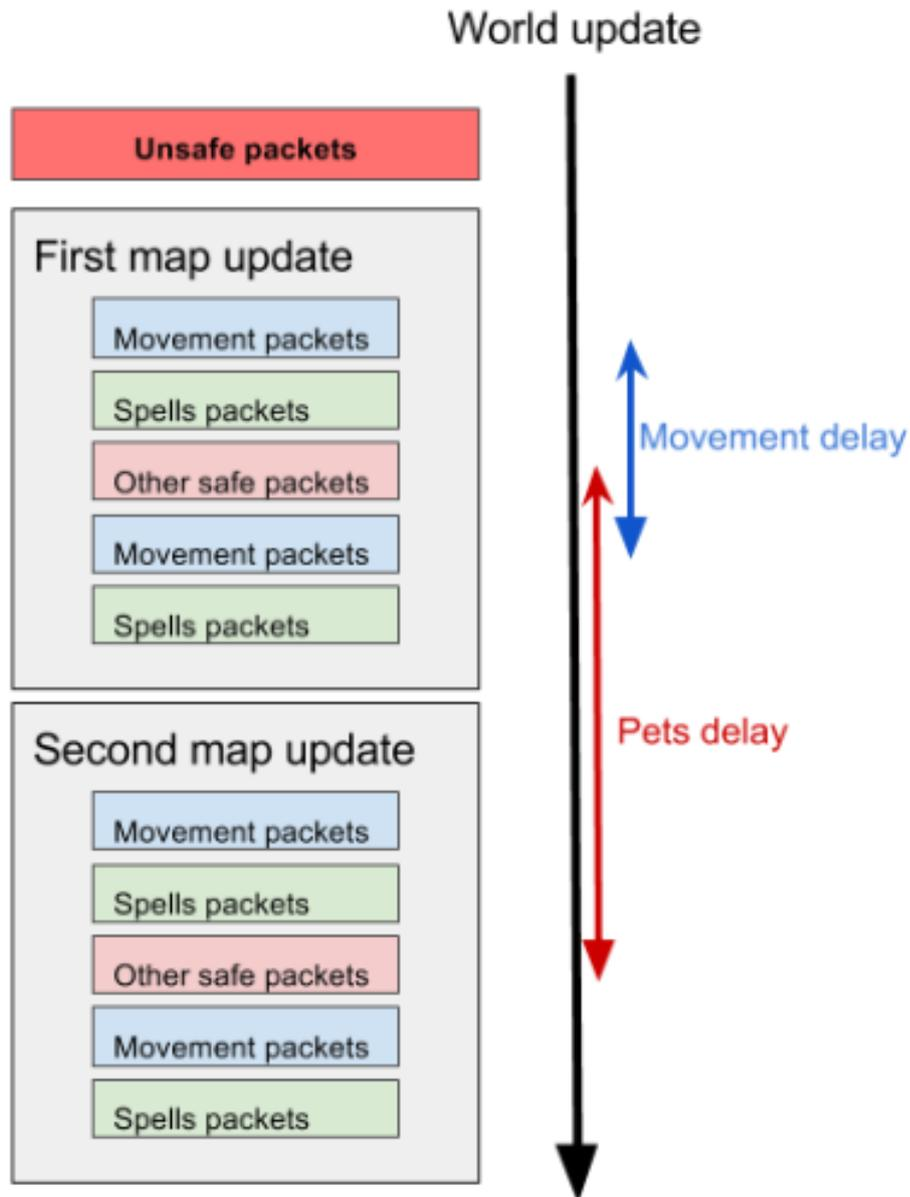 World update
Unsafe packets
First map update
Movement packets
Spells packets
Other safe packets
Movement packets
Spells packets
Movement delay
Pets delay
Second map update
Movement packets
Spells packets
Other safe packets
Movement packets
Spells packets